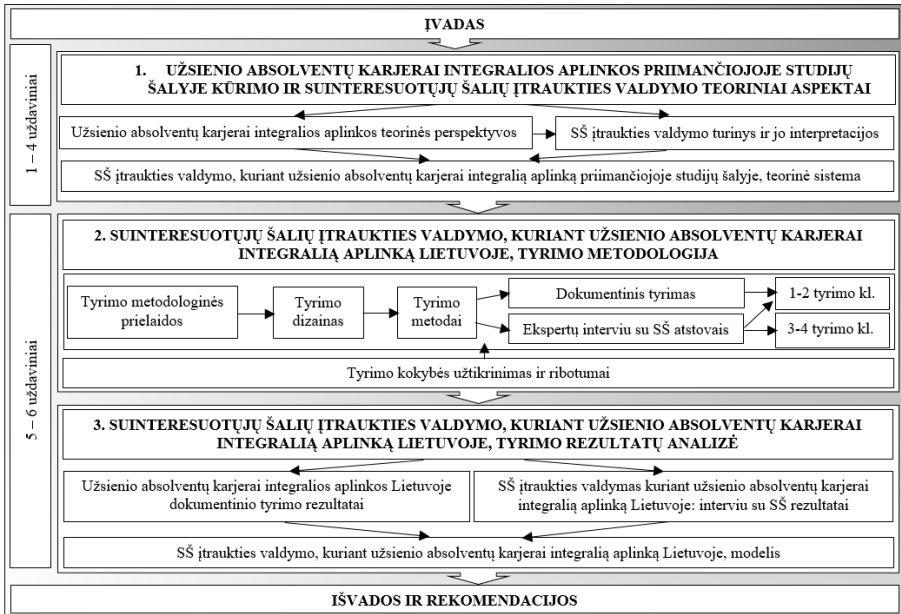 ĮVADAS
1 – 4 uždaviniai
1. UŽSIENIO ABSOLVENTŲ KARJERAI INTEGRALIOS APLINKOS PRIIMANČIOJOJE STUDIJŲ
ŠALYJE KŪRIMO IR SUINTERESUOTŲJŲ ŠALIŲ ĮTRAUKTIES VALDYMO TEORINIAI ASPEKTAI
Užsienio absolventų karjerai integralios aplinkos teorinės perspektyvos
SŠ įtraukties valdymo turinys ir jo interpretacijos
SŠ įtraukties valdymo, kuriant užsienio absolventų karjerai integralią aplinką priimančiojoje studijų šalyje, teorinė sistema
5 – 6 uždaviniai
2. SUINTERESUOTŲJŲ ŠALIŲ ĮTRAUKTIES VALDYMO, KURIANT UŽSIENIO ABSOLVENTŲ KARJERAI
INTEGRALIĄ APLINKĄ LIETUVOJE, TYRIMO METODOLOGIJA
Tyrimo metodologinės
prielaidos
Tyrimo
dizainas
Tyrimo
metodai
Dokumentinis tyrimas
1-2 tyrimo kl.
Ekspertų interviu su SŠ atstovais
3-4 tyrimo kl.
Tyrimo kokybės užtikrinimas ir ribotumai
3. SUINTERESUOTŲJŲ ŠALIŲ ĮTRAUKTIES VALDYMO, KURIANT UŽSIENIO ABSOLVENTŲ KARJERAI
INTEGRALIĄ APLINKĄ LIETUVOJE, TYRIMO REZULTATŲ ANALIZĖ
Užsienio absolventų karjerai integralios aplinkos Lietuvoje
dokumentinio tyrimo rezultatai
SŠ įtraukties valdymas kuriant užsienio absolventų karjerai
integralią aplinką Lietuvoje: interviu su SŠ rezultatai
SŠ įtraukties valdymo, kuriant užsienio absolventų karjerai integralią aplinką Lietuvoje, modelis
IŠVADOS IR REKOMENDACIJOS